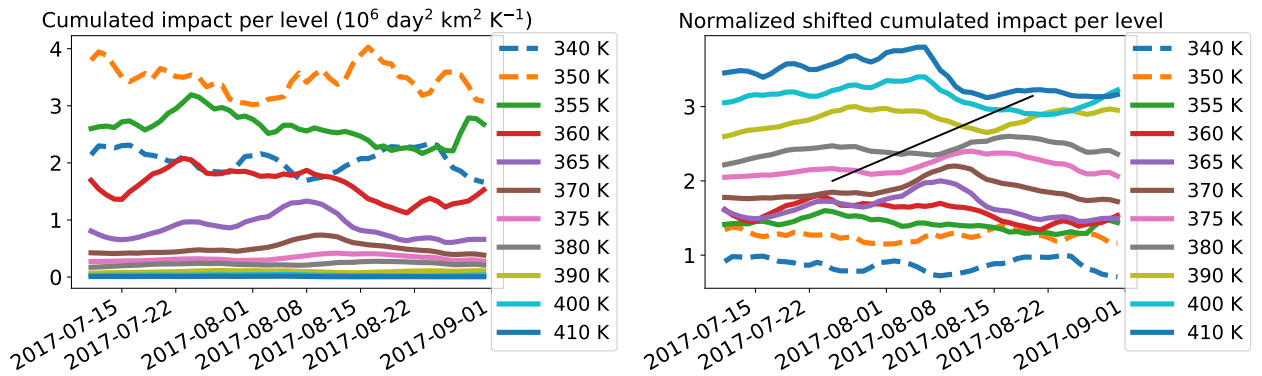 Cumulated impact per level (10⁶ day² km² K⁻¹)
4
3
2
1
0
2017-07-15
2017-07-22
2017-08-01
2017-08-08
2017-08-15
2017-08-22
2017-09-01
340 K
350 K
355 K
360 K
365 K
370 K
375 K
380 K
390 K
400 K
410 K
Normalized shifted cumulated impact per level
3
2
1
2017-07-15
2017-07-22
2017-08-01
2017-08-08
2017-08-15
2017-08-22
2017-09-01
340 K
350 K
355 K
360 K
365 K
370 K
375 K
380 K
390 K
400 K
410 K